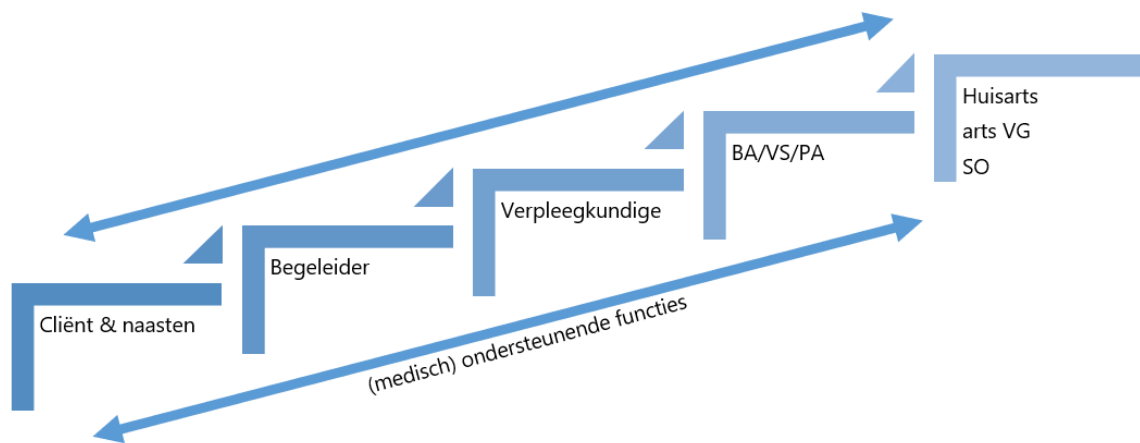 Cliënt & naasten
Begeleider
Verpleegkundige
BA/VS/PA
Huisarts
arts VG
SO
(medisch) ondersteunende functies